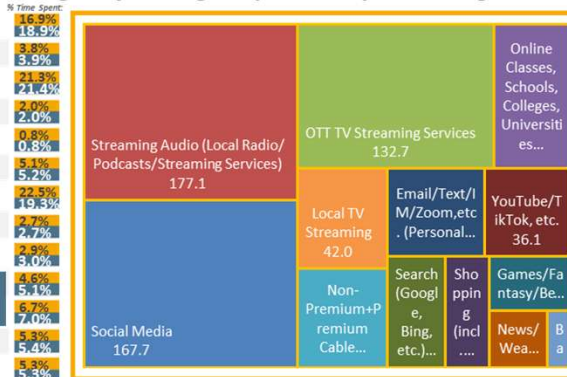 % Time Spent:
16.9%
18.9%
3.8%
3.9%
21.3%
21.4%
2.0%
2.0%
0.8%
0.8%
5.1%
5.2%
22.5%
19.3%
2.7%
2.7%
2.9%
3.0%
4.6%
5.1%
6.7%
7.0%
5.3%
5.4%
5.3%
5.3%
Streaming Audio (Local Radio/
Podcasts/Streaming Services)
177.1
Social Media
167.7
OTT TV Streaming Services
132.7
Online
Classes,
Schools,
Colleges,
Universiti
es...
Local TV
Streaming
42.0
Email/Text/I
M/Zoom,etc
. (Personal...
YouTube/T
ikTok, etc.
36.1
Non-
Premium+P
remium
Cable...
Search
(Googl
e,
Bing,
etc.)...
Sho
ppin
g
(incl
....
Games/Fa
ntasy/Be...
News/
Wea...
B
a